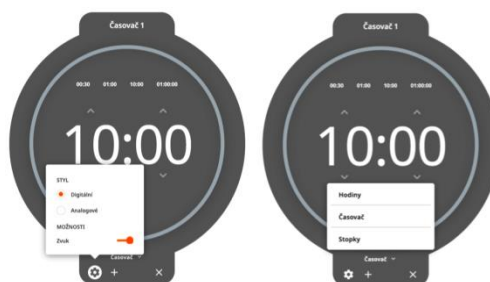 Časovač 1
00:30 01:00 10:00 01:00:00
10:00
STYL
Digitální
Analogové
MOŽNOSTI
Zvuk
Časovač
Časovač 1
00:30 01:00 10:00 01:00:00
10:00
Hodiny
Časovač
Stopky
Časovač